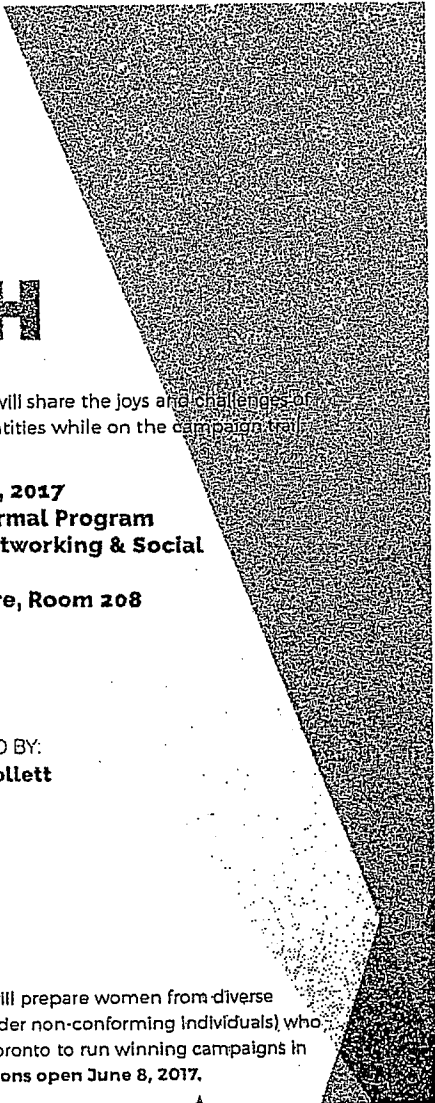 H
will share the joys and challenges of
tities while on the campaign trail.
, 2017
rmal Program
tworking & Social
re, Room 208
D BY:
ollett
ill prepare women from diverse
der non-conforming individuals) who
oronto to run winning campaigns in
ons open June 8, 2017.